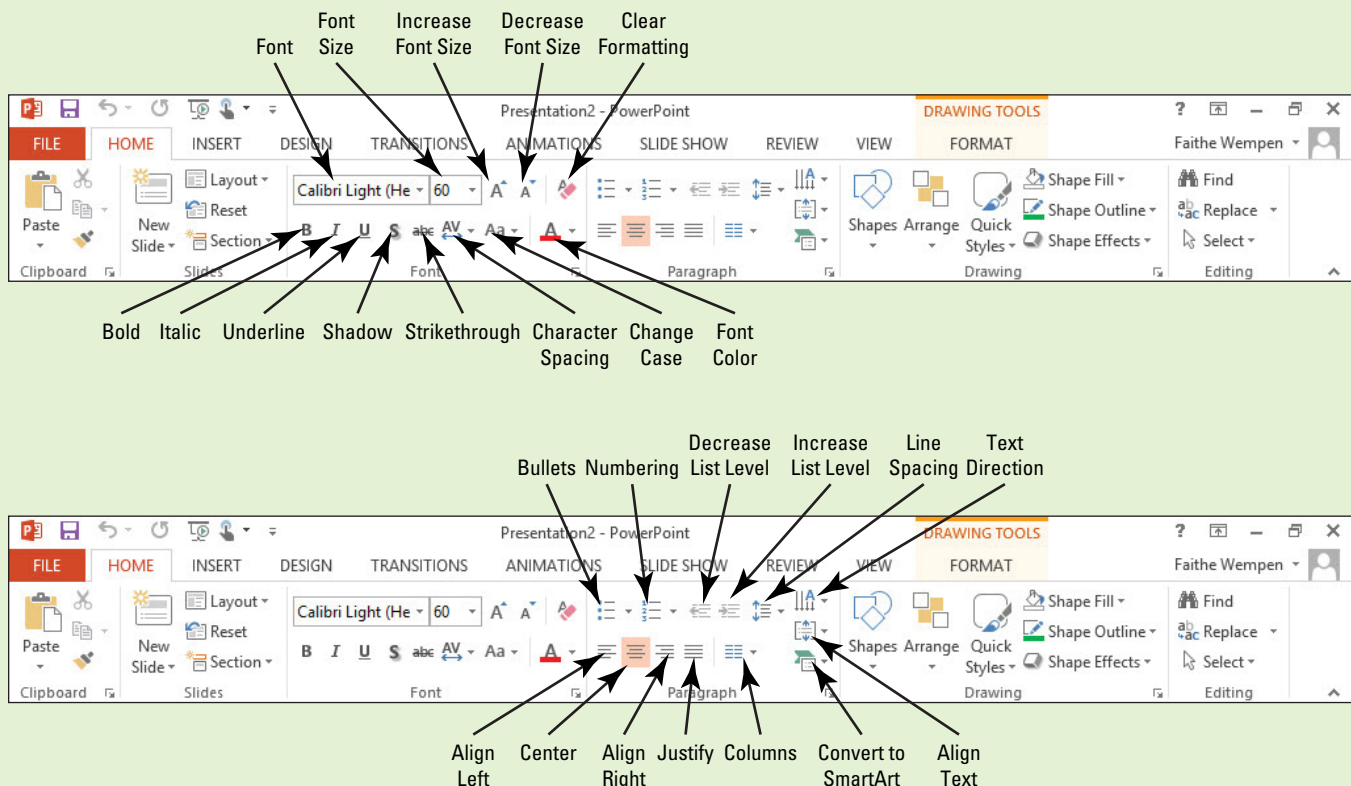 Font Size Increase Font Size Decrease Font Size Clear Formatting
Font
Presentation2 - PowerPoint DRAWING TOOLS ?
FILE HOME INSERT DESIGN TRANSITIONS ANIMATIONS SLIDE SHOW REVIEW VIEW FORMAT Faithe Wempen
Paste New Slide Layout Calibri Light (He 60 A A Shapes Arrange Quick Styles Shape Fill Find
Reset Shape Outline Replace
Section B I U S abc AV Aa A Shape Effects Select
Clipboard Slides Font Paragraph Drawing Editing
Bold Italic Underline Shadow Strikethrough Character Spacing Change Case Font Color
Decrease List Level Increase List Level Line Spacing Text Direction
Bullets Numbering
Presentation2 - PowerPoint DRAWING TOOLS ?
FILE HOME INSERT DESIGN TRANSITIONS ANIMATIONS SLIDE SHOW REVIEW VIEW FORMAT Faithe Wempen
Paste New Slide Layout Calibri Light (He 60 A A Shapes Arrange Quick Styles Shape Fill Find
Reset Shape Outline Replace
Section B I U S abc AV Aa A Shape Effects Select
Clipboard Slides Font Paragraph Drawing Editing
Align Left Center Align Right Justify Columns Convert to SmartArt Align Text